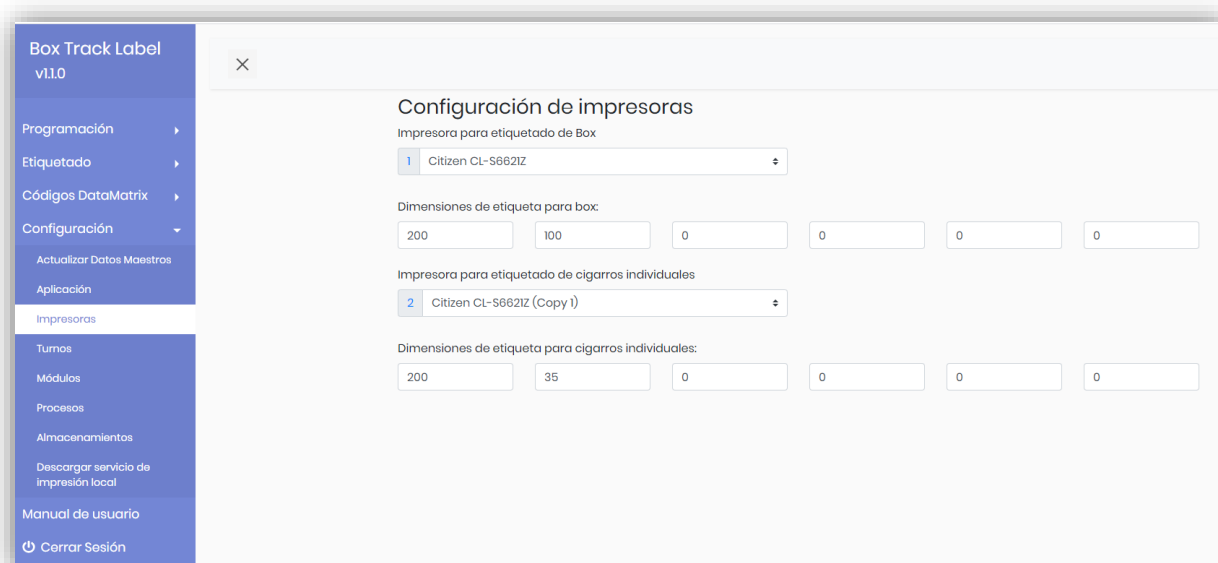 Box Track Label
v1.1.0
Programación
Etiquetado
Códigos DataMatrix
Configuración
Actualizar Datos Maestros
Aplicación
Impresoras
Turnos
Módulos
Procesos
Almacenamientos
Descargar servicio de
impresión local
Manual de usuario
Cerrar Sesión
Configuración de impresoras
Impresora para etiquetado de Box
1 Citizen CL-S6621Z
Dimensiones de etiqueta para box:
200 100 0 0 0 0
Impresora para etiquetado de cigarros individuales
2 Citizen CL-S6621Z (Copy 1)
Dimensiones de etiqueta para cigarros individuales:
200 35 0 0 0 0